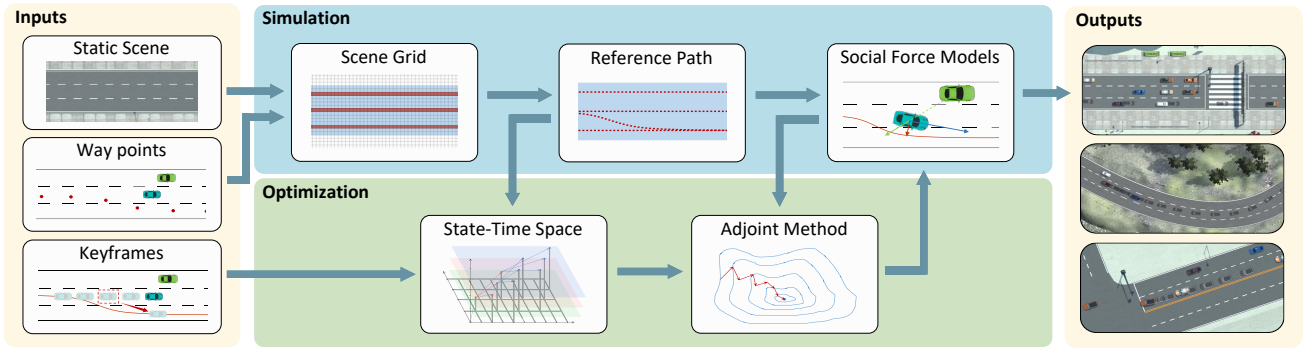 Inputs
Static Scene
Way points
Keyframes
Simulation
Scene Grid
Reference Path
Social Force Models
Optimization
State-Time Space
Adjoint Method
Outputs